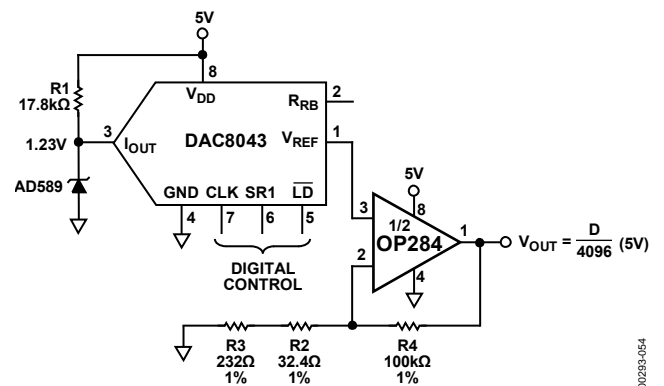 5V
8
R1
17.8kΩ
VDD
RRB
2
1.23V
3
IOUT
DAC8043
VREF
1
AD589
GND CLK SR1 LD
4
7
6
5
DIGITAL
CONTROL
5V
3
8
1/2
OP284
1
VOUT = D/4096 (5V)
2
4
R3
232Ω
1%
R2
32.4Ω
1%
R4
100kΩ
1%
00293-054